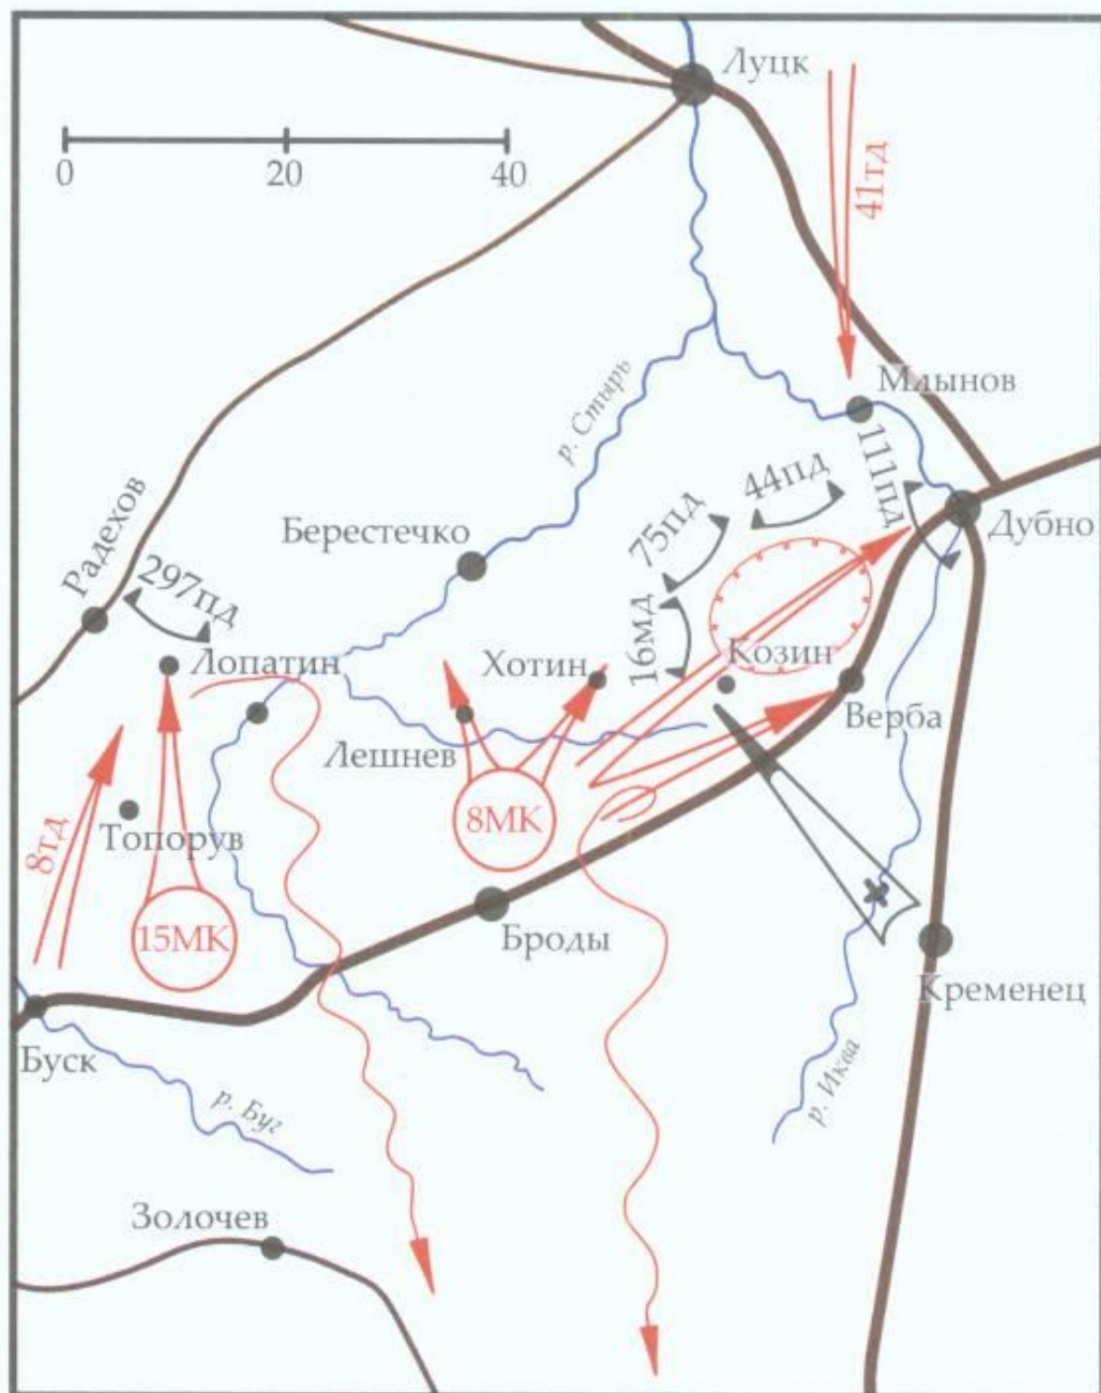 Луцк
0 20 40
41тд
Млынов
р. Стырь
44пд
111пд
75пд
Дубно
Берестечко
Радехов
297пд
16мд
Лопатин
Хотин
Козин
Верба
Лешнев
8МК
Топорув
8тд
15МК
Броды
Кременец
Буск
р. Буг
р. Иква
Золочев